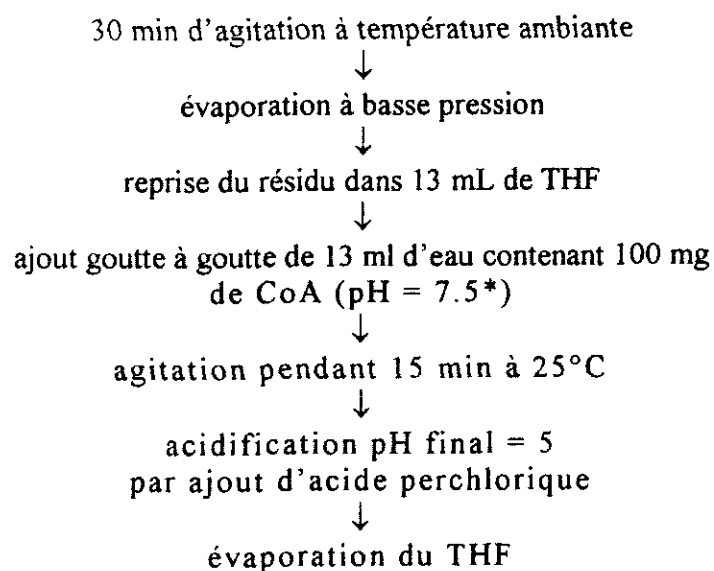 30 min d'agitation à température ambiante
↓
évaporation à basse pression
↓
reprise du résidu dans 13 mL de THF
↓
ajout goutte à goutte de 13 ml d'eau contenant 100 mg
de CoA (pH = 7.5*)
↓
agitation pendant 15 min à 25°C
↓
acidification pH final = 5
par ajout d'acide perchlorique
↓
évaporation du THF